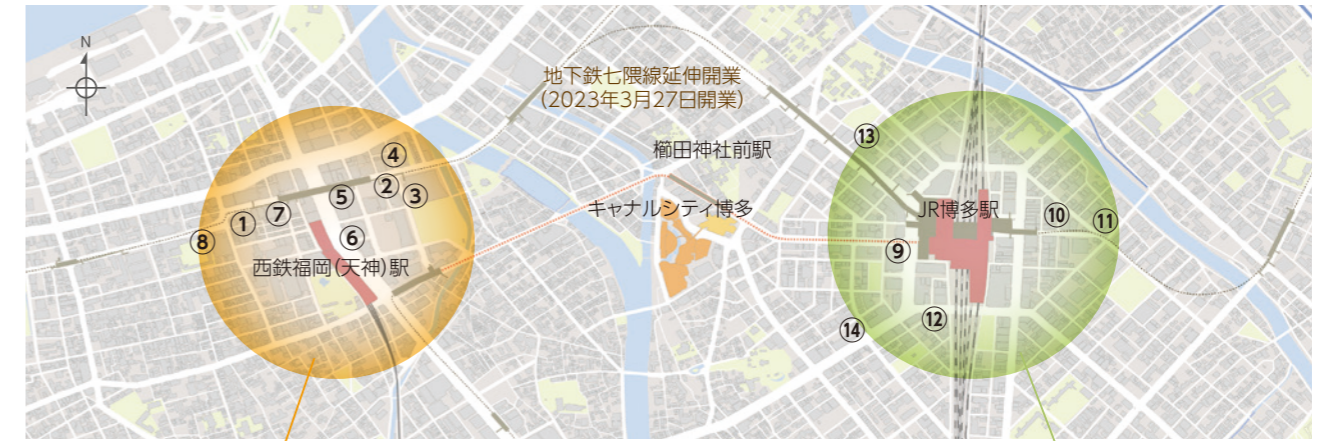 N
地下鉄七隈線延伸開業
(2023年3月27日開業)
櫛田神社前駅
キャナルシティ博多
JR博多駅
西鉄福岡(天神)駅
①
②
③
④
⑤
⑥
⑦
⑧
⑨
⑩
⑪
⑫
⑬
⑭